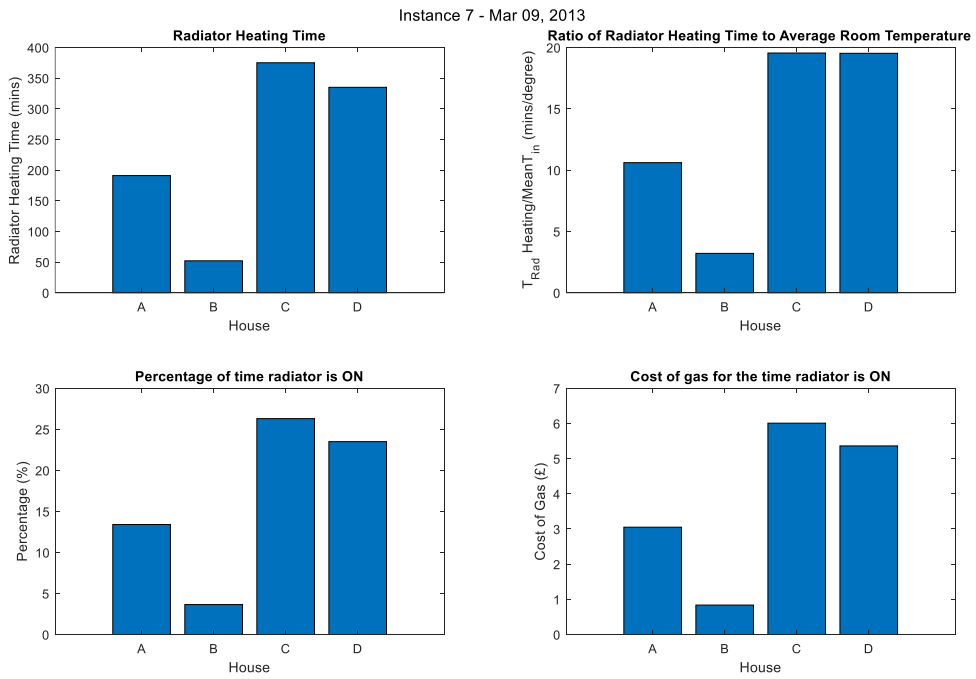 Instance 7 - Mar 09, 2013
Radiator Heating Time
Radiator Heating Time (mins)
400
350
300
250
200
150
100
50
0
A B C D
House
Ratio of Radiator Heating Time to Average Room Temperature
T_Rad Heating/MeanT_in (mins/degree)
20
15
10
5
0
A B C D
House
Percentage of time radiator is ON
Percentage (%)
30
25
20
15
10
5
0
A B C D
House
Cost of gas for the time radiator is ON
Cost of Gas (£)
7
6
5
4
3
2
1
0
A B C D
House